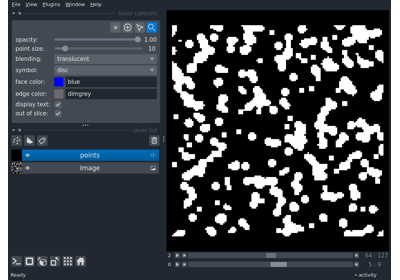 File View Plugins Window Help
layer controls
opacity: 1.00
point size: 10
blending: translucent
symbol: disc
face color: blue
edge color: dimgrey
display text:
out of slice:
layer list
points
Image
2 64 127
0 5 9
Ready activity